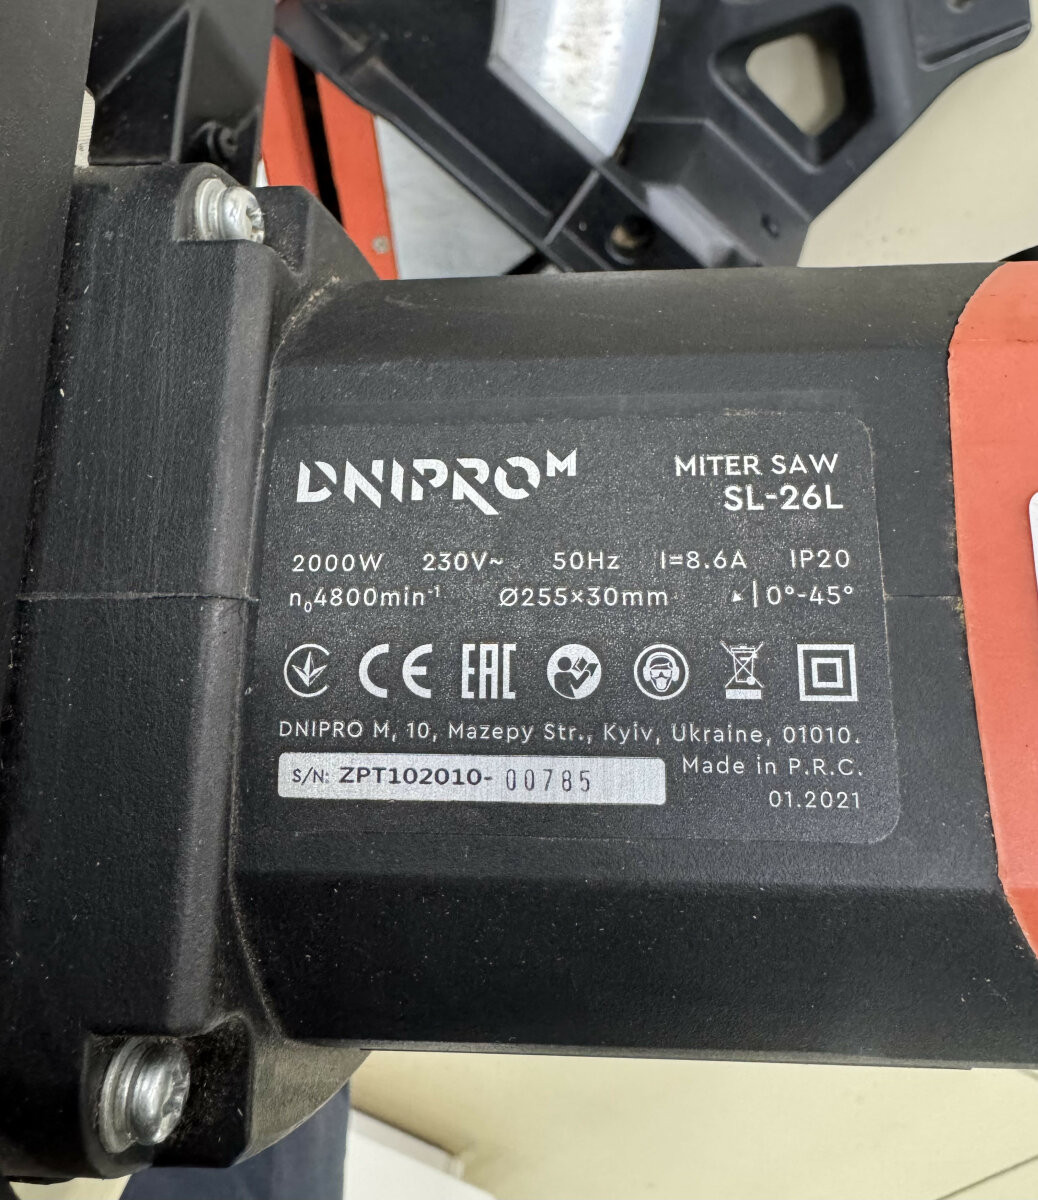 DNIPRO M
MITER SAW
SL-26L
2000W 230V~ 50Hz I=8.6A IP20
n₀4800min⁻¹ Ø255×30mm 0°-45°
CE EAC
DNIPRO M, 10, Mazepy Str., Kyiv, Ukraine, 01010.
S/N: ZPT102010- 00785
Made in P.R.C.
01.2021